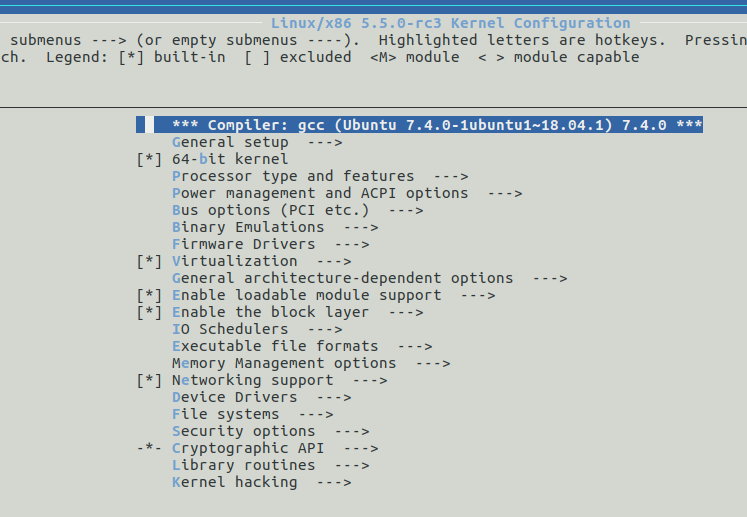 Linux/x86 5.5.0-rc3 Kernel Configuration
submenus ---> (or empty submenus ----).  Highlighted letters are hotkeys.  Pressin
ch.  Legend: [*] built-in  [ ] excluded  <M> module  < > module capable
*** Compiler: gcc (Ubuntu 7.4.0-1ubuntu1~18.04.1) 7.4.0 ***
General setup  --->
[*] 64-bit kernel
Processor type and features  --->
Power management and ACPI options  --->
Bus options (PCI etc.)  --->
Binary Emulations  --->
Firmware Drivers  --->
[*] Virtualization  --->
General architecture-dependent options  --->
[*] Enable loadable module support  --->
[*] Enable the block layer  --->
IO Schedulers  --->
Executable file formats  --->
Memory Management options  --->
[*] Networking support  --->
Device Drivers  --->
File systems  --->
Security options  --->
-*- Cryptographic API  --->
Library routines  --->
Kernel hacking  --->